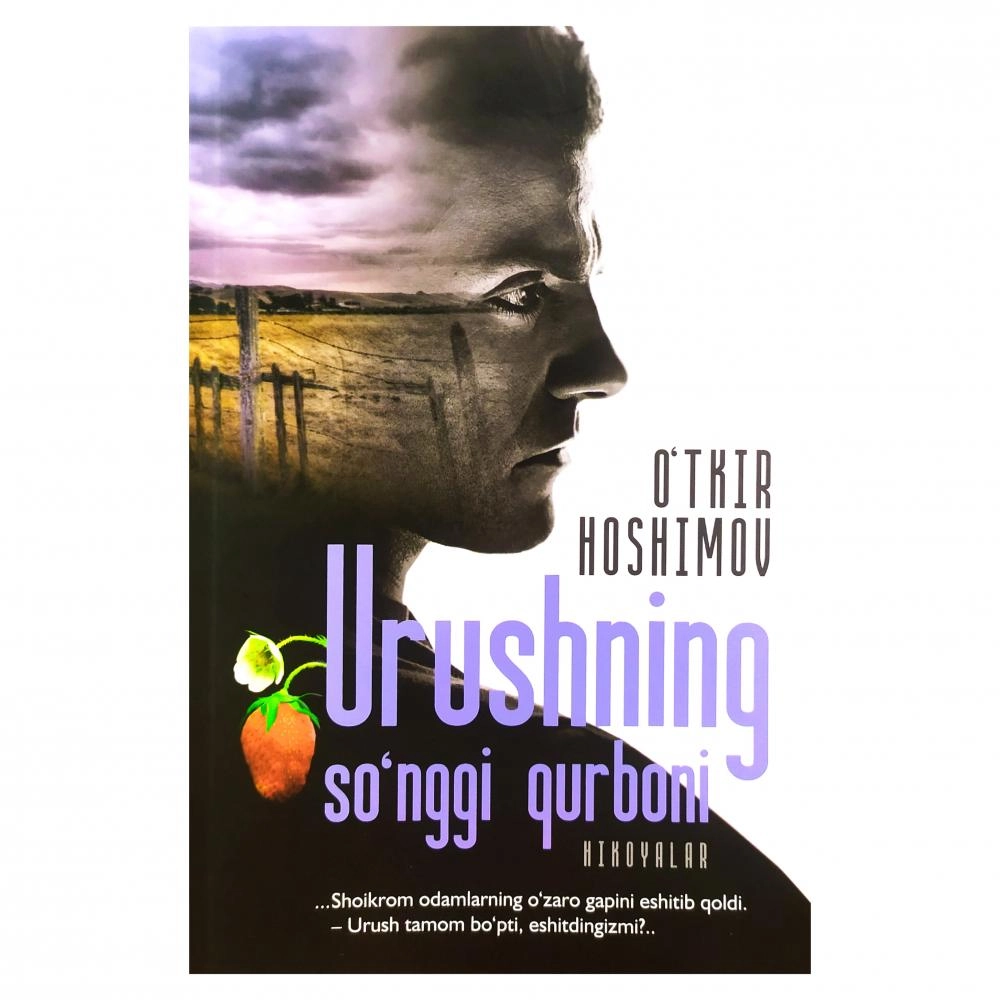 O‘TKIR
HOSHIMOV
Urushning
so‘nggi qurboni
HIKOYALAR
...Shoikrom odamlarning o‘zaro gapini eshitib qoldi.
– Urush tamom bo‘pti, eshitdingizmi?..